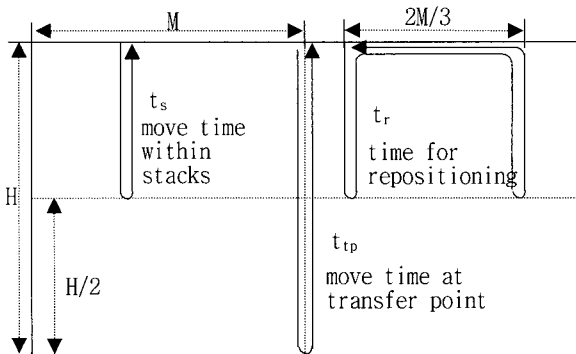 M
2M/3
t_s
move time
within
stacks
t_r
time for
repositioning
H
H/2
t_tp
move time at
transfer point